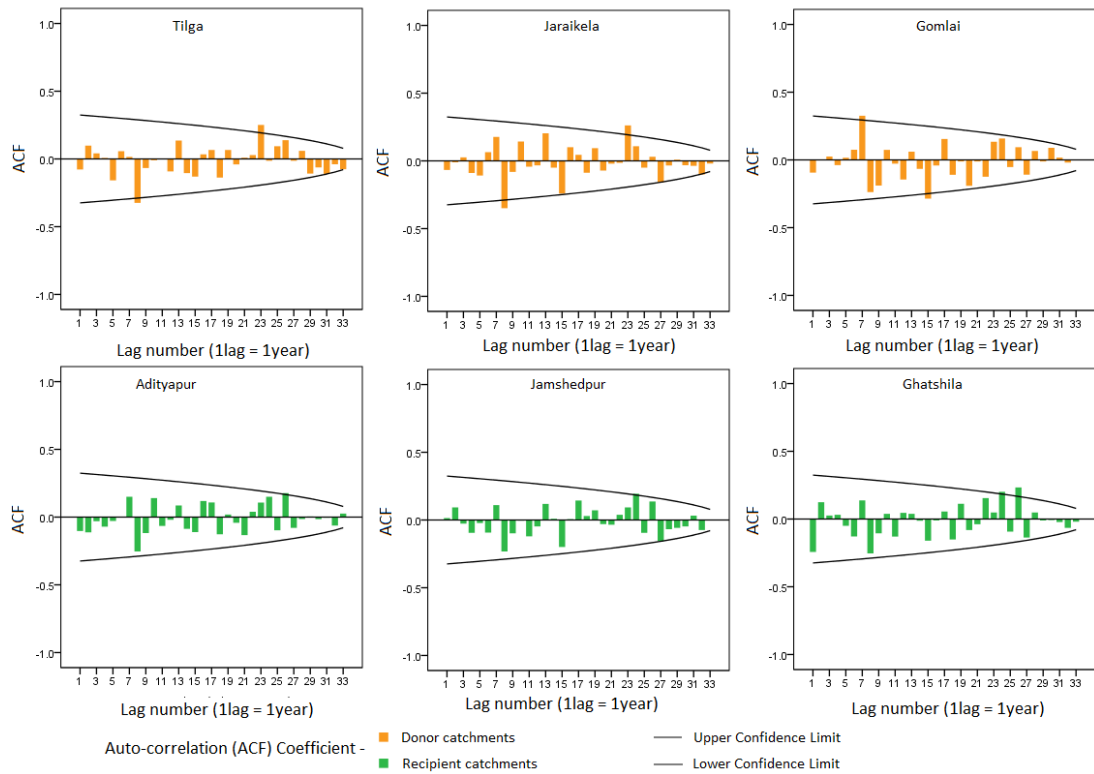 Tilga
Jaraikela
Gomlai
1.0
0.5
0.0
-0.5
-1.0
ACF
1 3 5 7 9 11 13 15 17 19 21 23 25 27 29 31 33
Lag number (1lag = 1year)
1.0
0.5
0.0
-0.5
-1.0
ACF
1 3 5 7 9 11 13 15 17 19 21 23 25 27 29 31 33
Lag number (1lag = 1year)
1.0
0.5
0.0
-0.5
-1.0
ACF
1 3 5 7 9 11 13 15 17 19 21 23 25 27 29 31 33
Lag number (1lag = 1year)
Adityapur
Jamshedpur
Ghatshila
1.0
0.5
0.0
-0.5
-1.0
ACF
1 3 5 7 9 11 13 15 17 19 21 23 25 27 29 31 33
Lag number (1lag = 1year)
1.0
0.5
0.0
-0.5
-1.0
ACF
1 3 5 7 9 11 13 15 17 19 21 23 25 27 29 31 33
Lag number (1lag = 1year)
1.0
0.5
0.0
-0.5
-1.0
ACF
1 3 5 7 9 11 13 15 17 19 21 23 25 27 29 31 33
Lag number (1lag = 1year)
Auto-correlation (ACF) Coefficient -
Donor catchments
Recipient catchments
Upper Confidence Limit
Lower Confidence Limit